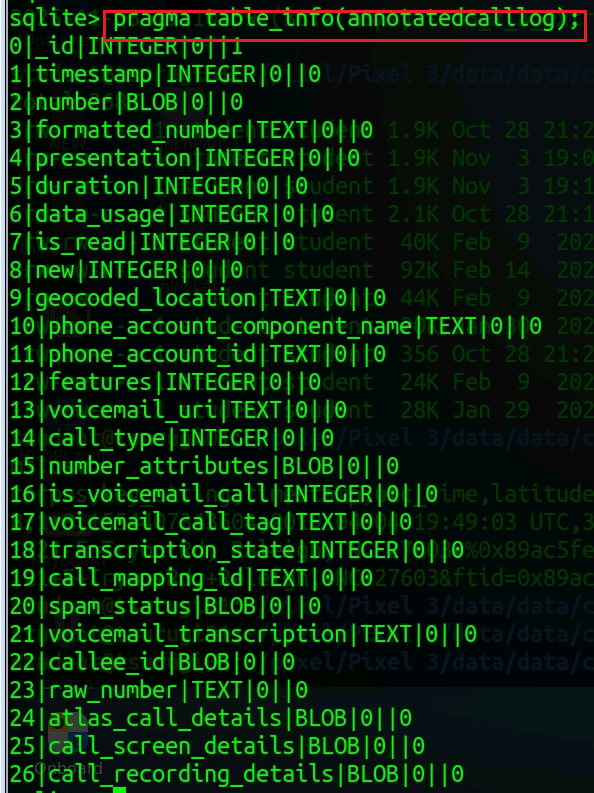 sqlite> pragma table_info(annotatedcalllog);
0|_id|INTEGER|0||1
1|timestamp|INTEGER|0||0
2|number|BLOB|0||0
3|formatted_number|TEXT|0||0
4|presentation|INTEGER|0||0
5|duration|INTEGER|0||0
6|data_usage|INTEGER|0||0
7|is_read|INTEGER|0||0
8|new|INTEGER|0||0
9|geocoded_location|TEXT|0||0
10|phone_account_component_name|TEXT|0||0
11|phone_account_id|TEXT|0||0
12|features|INTEGER|0||0
13|voicemail_uri|TEXT|0||0
14|call_type|INTEGER|0||0
15|number_attributes|BLOB|0||0
16|is_voicemail_call|INTEGER|0||0
17|voicemail_call_tag|TEXT|0||0
18|transcription_state|INTEGER|0||0
19|call_mapping_id|TEXT|0||0
20|spam_status|BLOB|0||0
21|voicemail_transcription|TEXT|0||0
22|callee_id|BLOB|0||0
23|raw_number|TEXT|0||0
24|atlas_call_details|BLOB|0||0
25|call_screen_details|BLOB|0||0
26|call_recording_details|BLOB|0||0